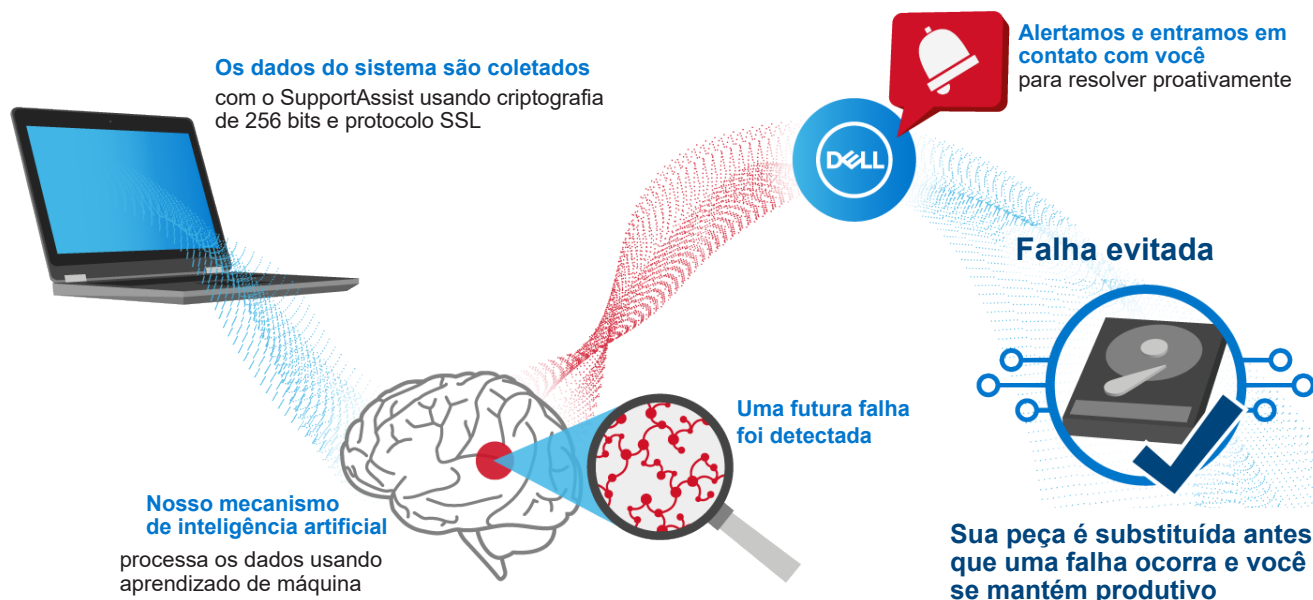 Os dados do sistema são coletados
com o SupportAssist usando criptografia
de 256 bits e protocolo SSL
Nosso mecanismo
de inteligência artificial
processa os dados usando
aprendizado de máquina
Uma futura falha
foi detectada
DELL
Alertamos e entramos em
contato com você
para resolver proativamente
Falha evitada
Sua peça é substituída antes
que uma falha ocorra e você
se mantém produtivo